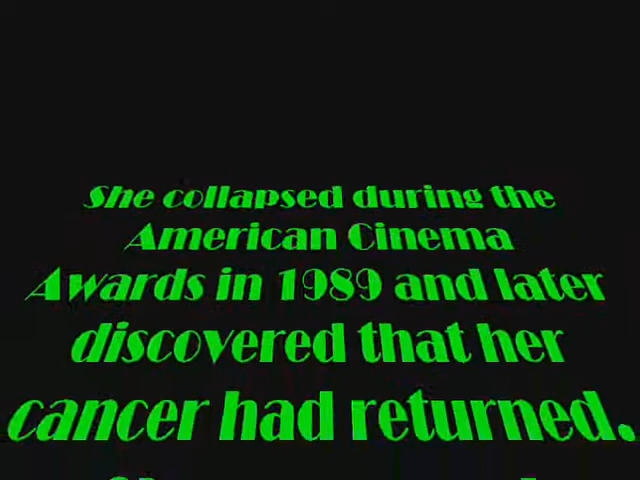 She collapsed during the
American Cinema
Awards in 1989 and later
discovered that her
cancer had returned.